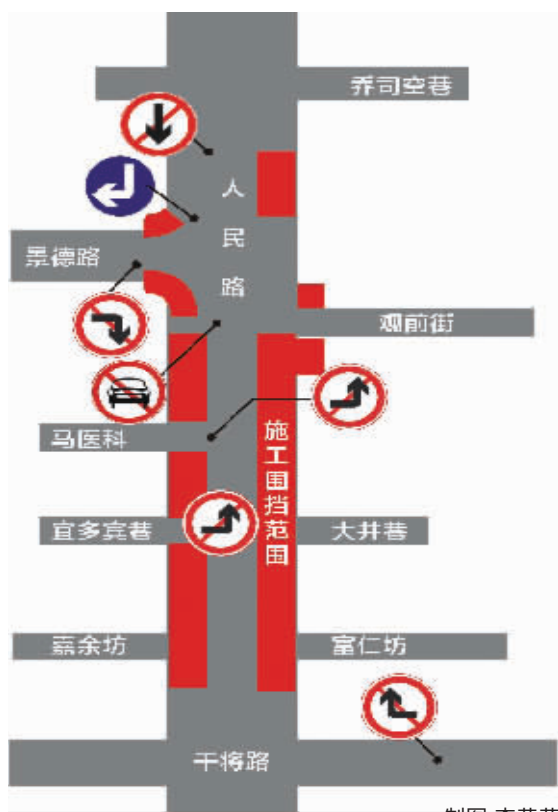 乔司空巷
人民路
景德路
观前街
马医科
施工围挡范围
宜多宾巷
大井巷
嘉余坊
富仁坊
干将路